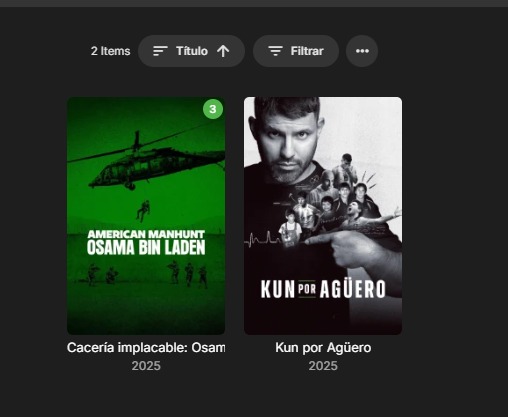 2 Items
Título
Filtrar
3
AMERICAN MANHUNT
OSAMA BIN LADEN
KUN POR AGÜERO
Cacería implacable: Osam
2025
Kun por Agüero
2025